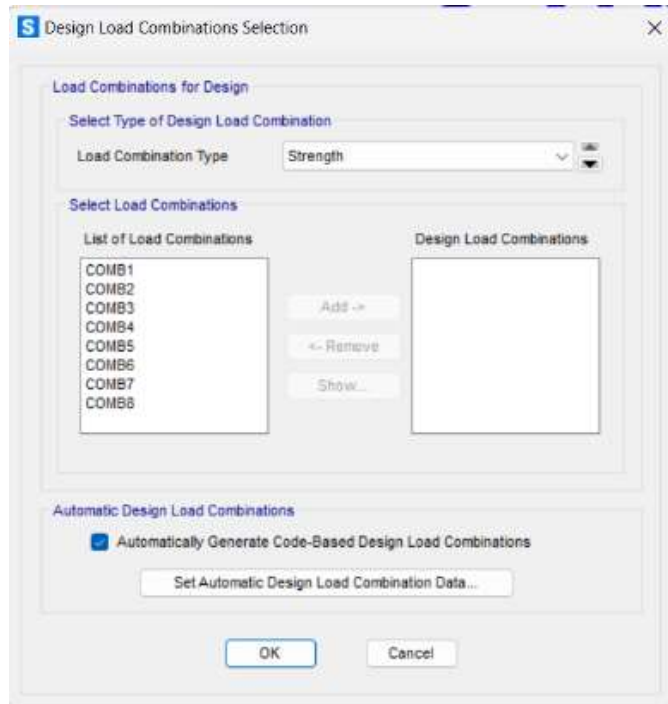 S Design Load Combinations Selection
Load Combinations for Design
Select Type of Design Load Combination
Load Combination Type Strength
Select Load Combinations
List of Load Combinations Design Load Combinations
COMB1
COMB2
COMB3
COMB4
COMB5
COMB6
COMB7
COMB8
Add ->
<- Remove
Show...
Automatic Design Load Combinations
Automatically Generate Code-Based Design Load Combinations
Set Automatic Design Load Combination Data...
OK Cancel